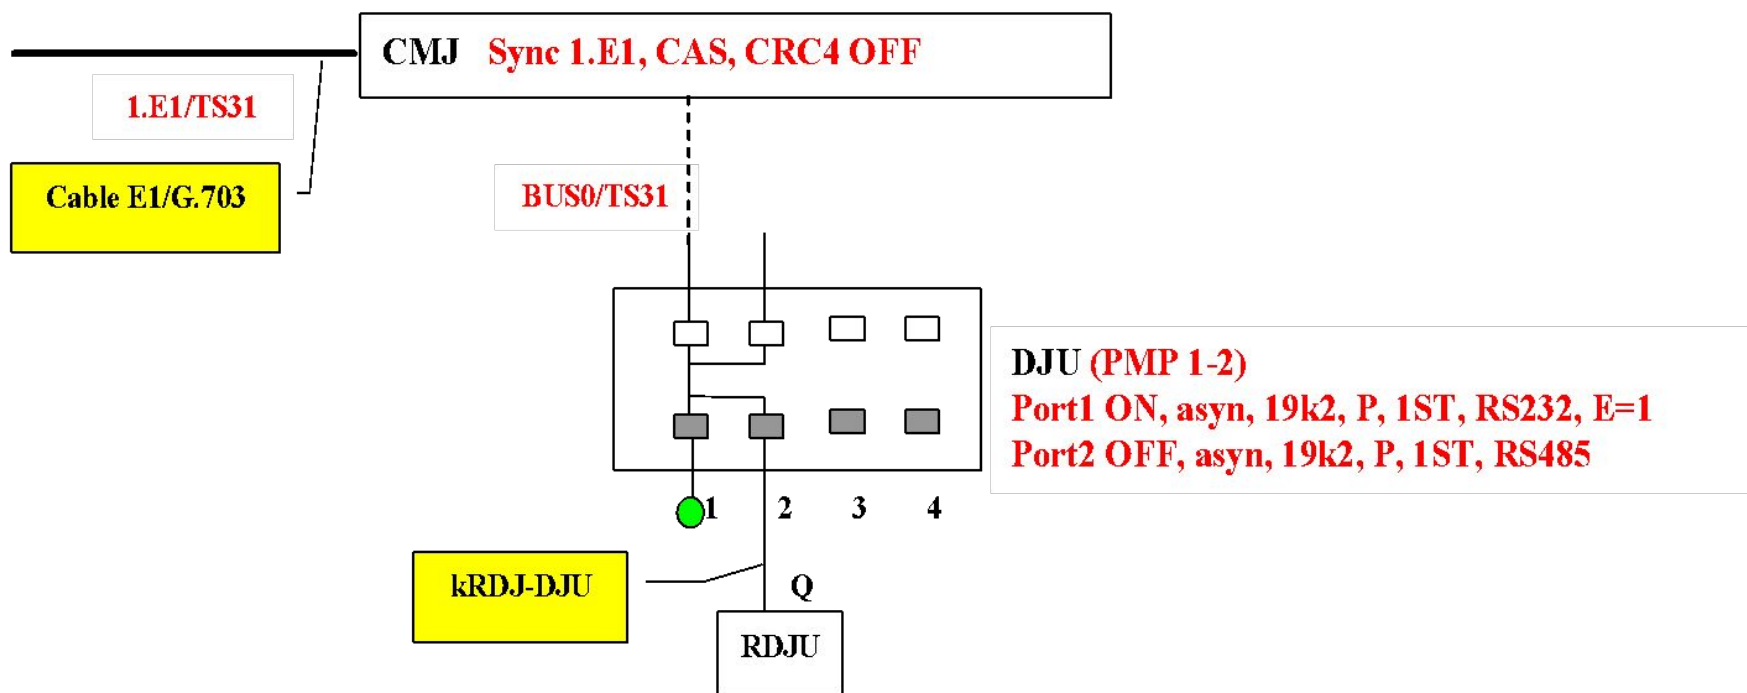 CMJ Sync 1.E1, CAS, CRC4 OFF
1.E1/TS31
Cable E1/G.703
BUS0/TS31
DJU (PMP 1-2)
Port1 ON, asyn, 19k2, P, 1ST, RS232, E=1
Port2 OFF, asyn, 19k2, P, 1ST, RS485
1 2 3 4
kRDJ-DJU
Q
RDJU